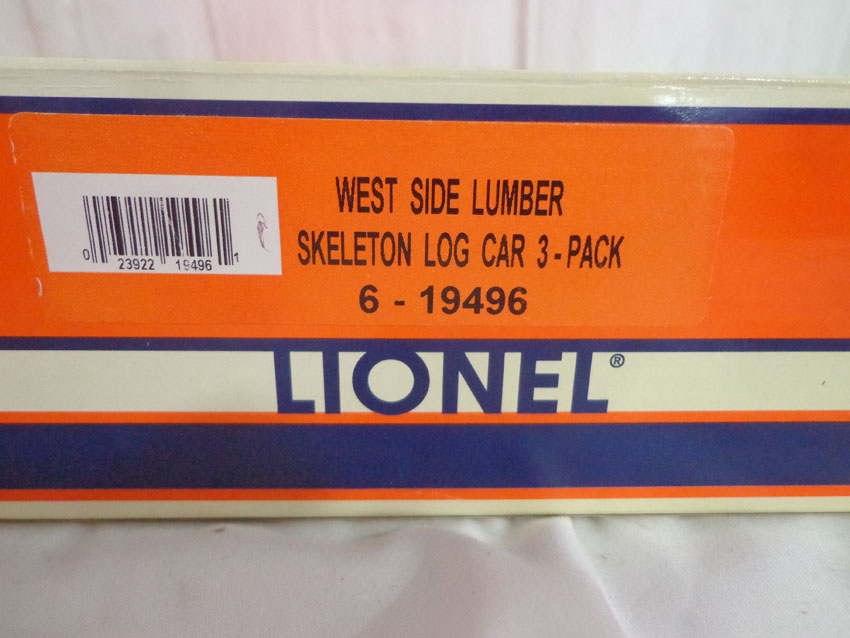 WEST SIDE LUMBER
SKELETON LOG CAR 3-PACK
6 - 19496
0 23922 19496 1
LIONEL®